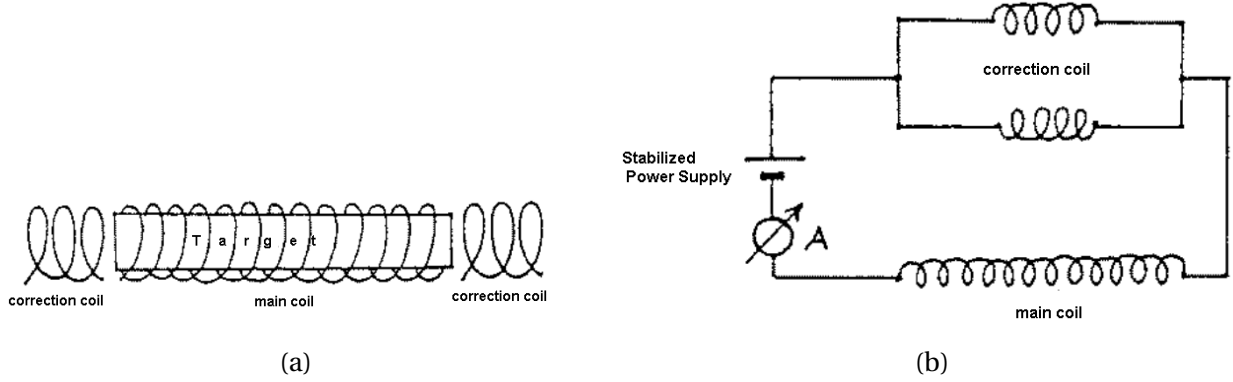 T a r g e t
correction coil
main coil
correction coil
(a)
correction coil
Stabilized
Power Supply
A
main coil
(b)